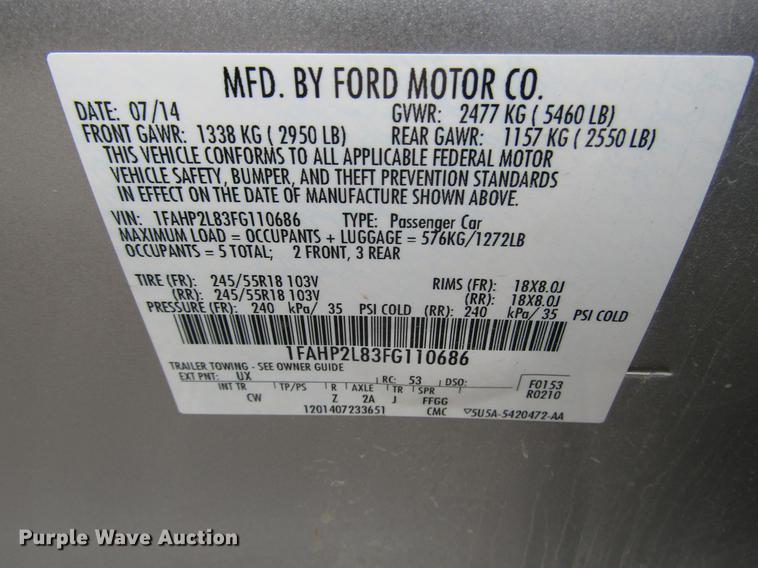 MFD. BY FORD MOTOR CO.
DATE: 07/14 GVWR: 2477 KG ( 5460 LB)
FRONT GAWR: 1338 KG ( 2950 LB) REAR GAWR: 1157 KG ( 2550 LB)
THIS VEHICLE CONFORMS TO ALL APPLICABLE FEDERAL MOTOR
VEHICLE SAFETY, BUMPER, AND THEFT PREVENTION STANDARDS
IN EFFECT ON THE DATE OF MANUFACTURE SHOWN ABOVE.
VIN: 1FAHP2L83FG110686 TYPE: Passenger Car
MAXIMUM LOAD = OCCUPANTS + LUGGAGE = 576KG/1272LB
OCCUPANTS = 5 TOTAL; 2 FRONT, 3 REAR
TIRE (FR): 245/55R18 103V RIMS (FR): 18X8.0J
(RR): 245/55R18 103V (RR): 18X8.0J
PRESSURE (FR): 240 kPa/ 35 PSI COLD (RR): 240 kPa/ 35 PSI COLD
1FAHP2L83FG110686
TRAILER TOWING - SEE OWNER GUIDE
EXT PNT: UX RC: 53 DSO: F0153
INT TR TP/PS R AXLE TR SPR R0210
CW Z 2A J FFGG
1201407233651 CMC ▽5U5A-5420472-AA
Purple Wave Auction